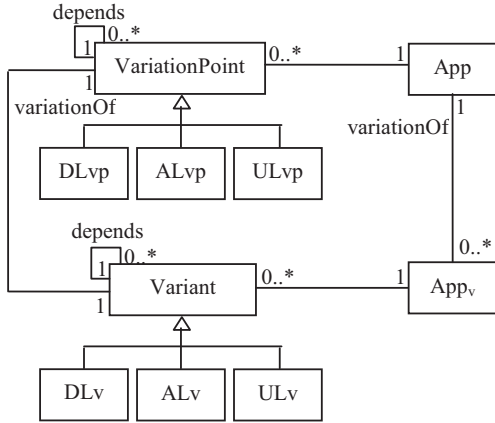 depends
1 0..*
VariationPoint
0..* 1
App
1
variationOf
variationOf
1
DLvp
ALvp
ULvp
depends
1 0..*
0..*
Variant
0..* 1
Appᵥ
1
DLv
ALv
ULv